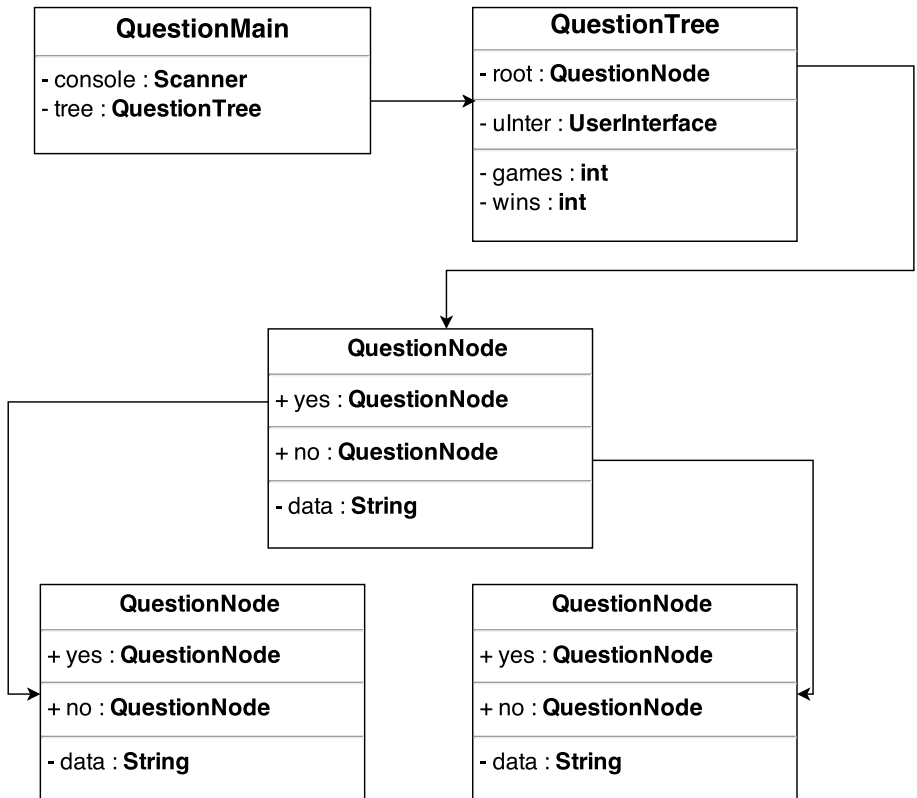 QuestionMain
- console : Scanner
- tree : QuestionTree
QuestionTree
- root : QuestionNode
- uInter : UserInterface
- games : int
- wins : int
QuestionNode
+ yes : QuestionNode
+ no : QuestionNode
- data : String
QuestionNode
+ yes : QuestionNode
+ no : QuestionNode
- data : String
QuestionNode
+ yes : QuestionNode
+ no : QuestionNode
- data : String